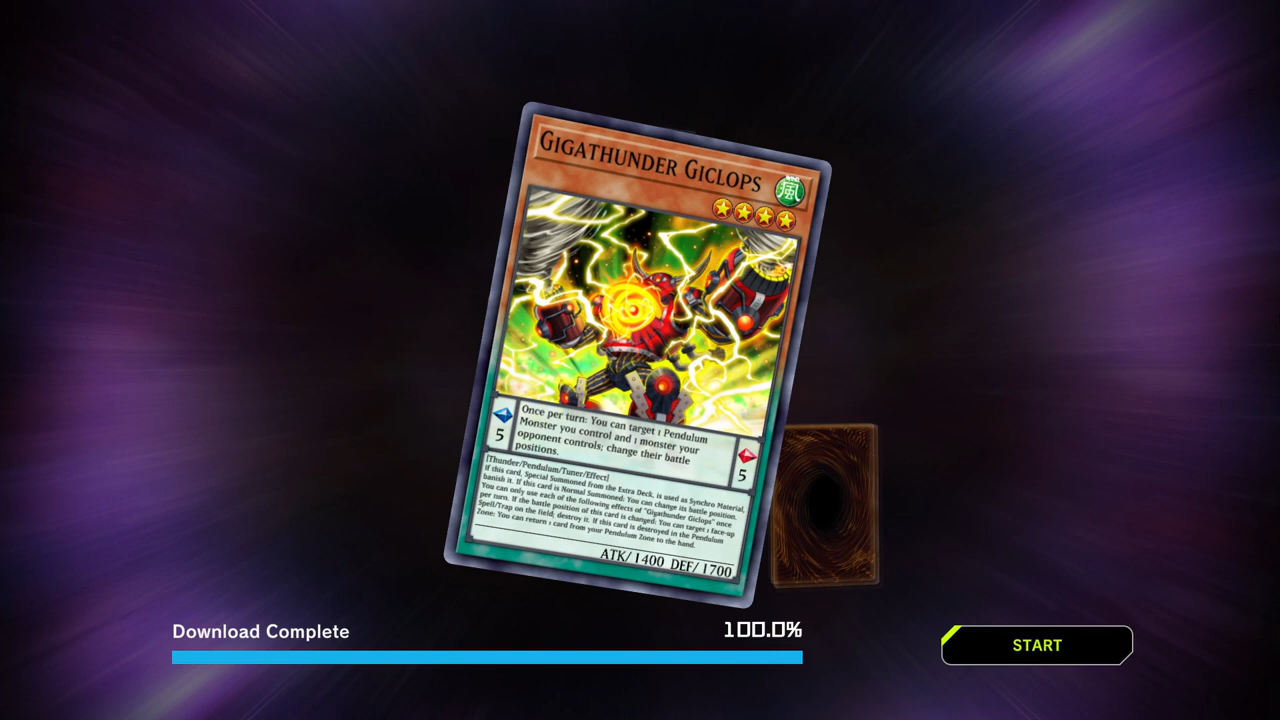 GIGATHUNDER GICLOPS
風
Once per turn: You can target 1 Pendulum
Monster you control and 1 monster your
opponent controls; change their battle
positions.
5
5
[Thunder/Pendulum/Tuner/Effect]
If this card, Special Summoned from the Extra Deck, is used as Synchro Material,
banish it. If this card is Normal Summoned: You can change its battle position.
You can only use each of the following effects of "Gigathunder Giclops" once
per turn. If the battle position of this card is changed: You can target 1 face-up
Spell/Trap on the field; destroy it. If this card is destroyed in the Pendulum
Zone: You can return 1 card from your Pendulum Zone to the hand.
ATK/ 1400 DEF/ 1700
Download Complete
100.0%
START